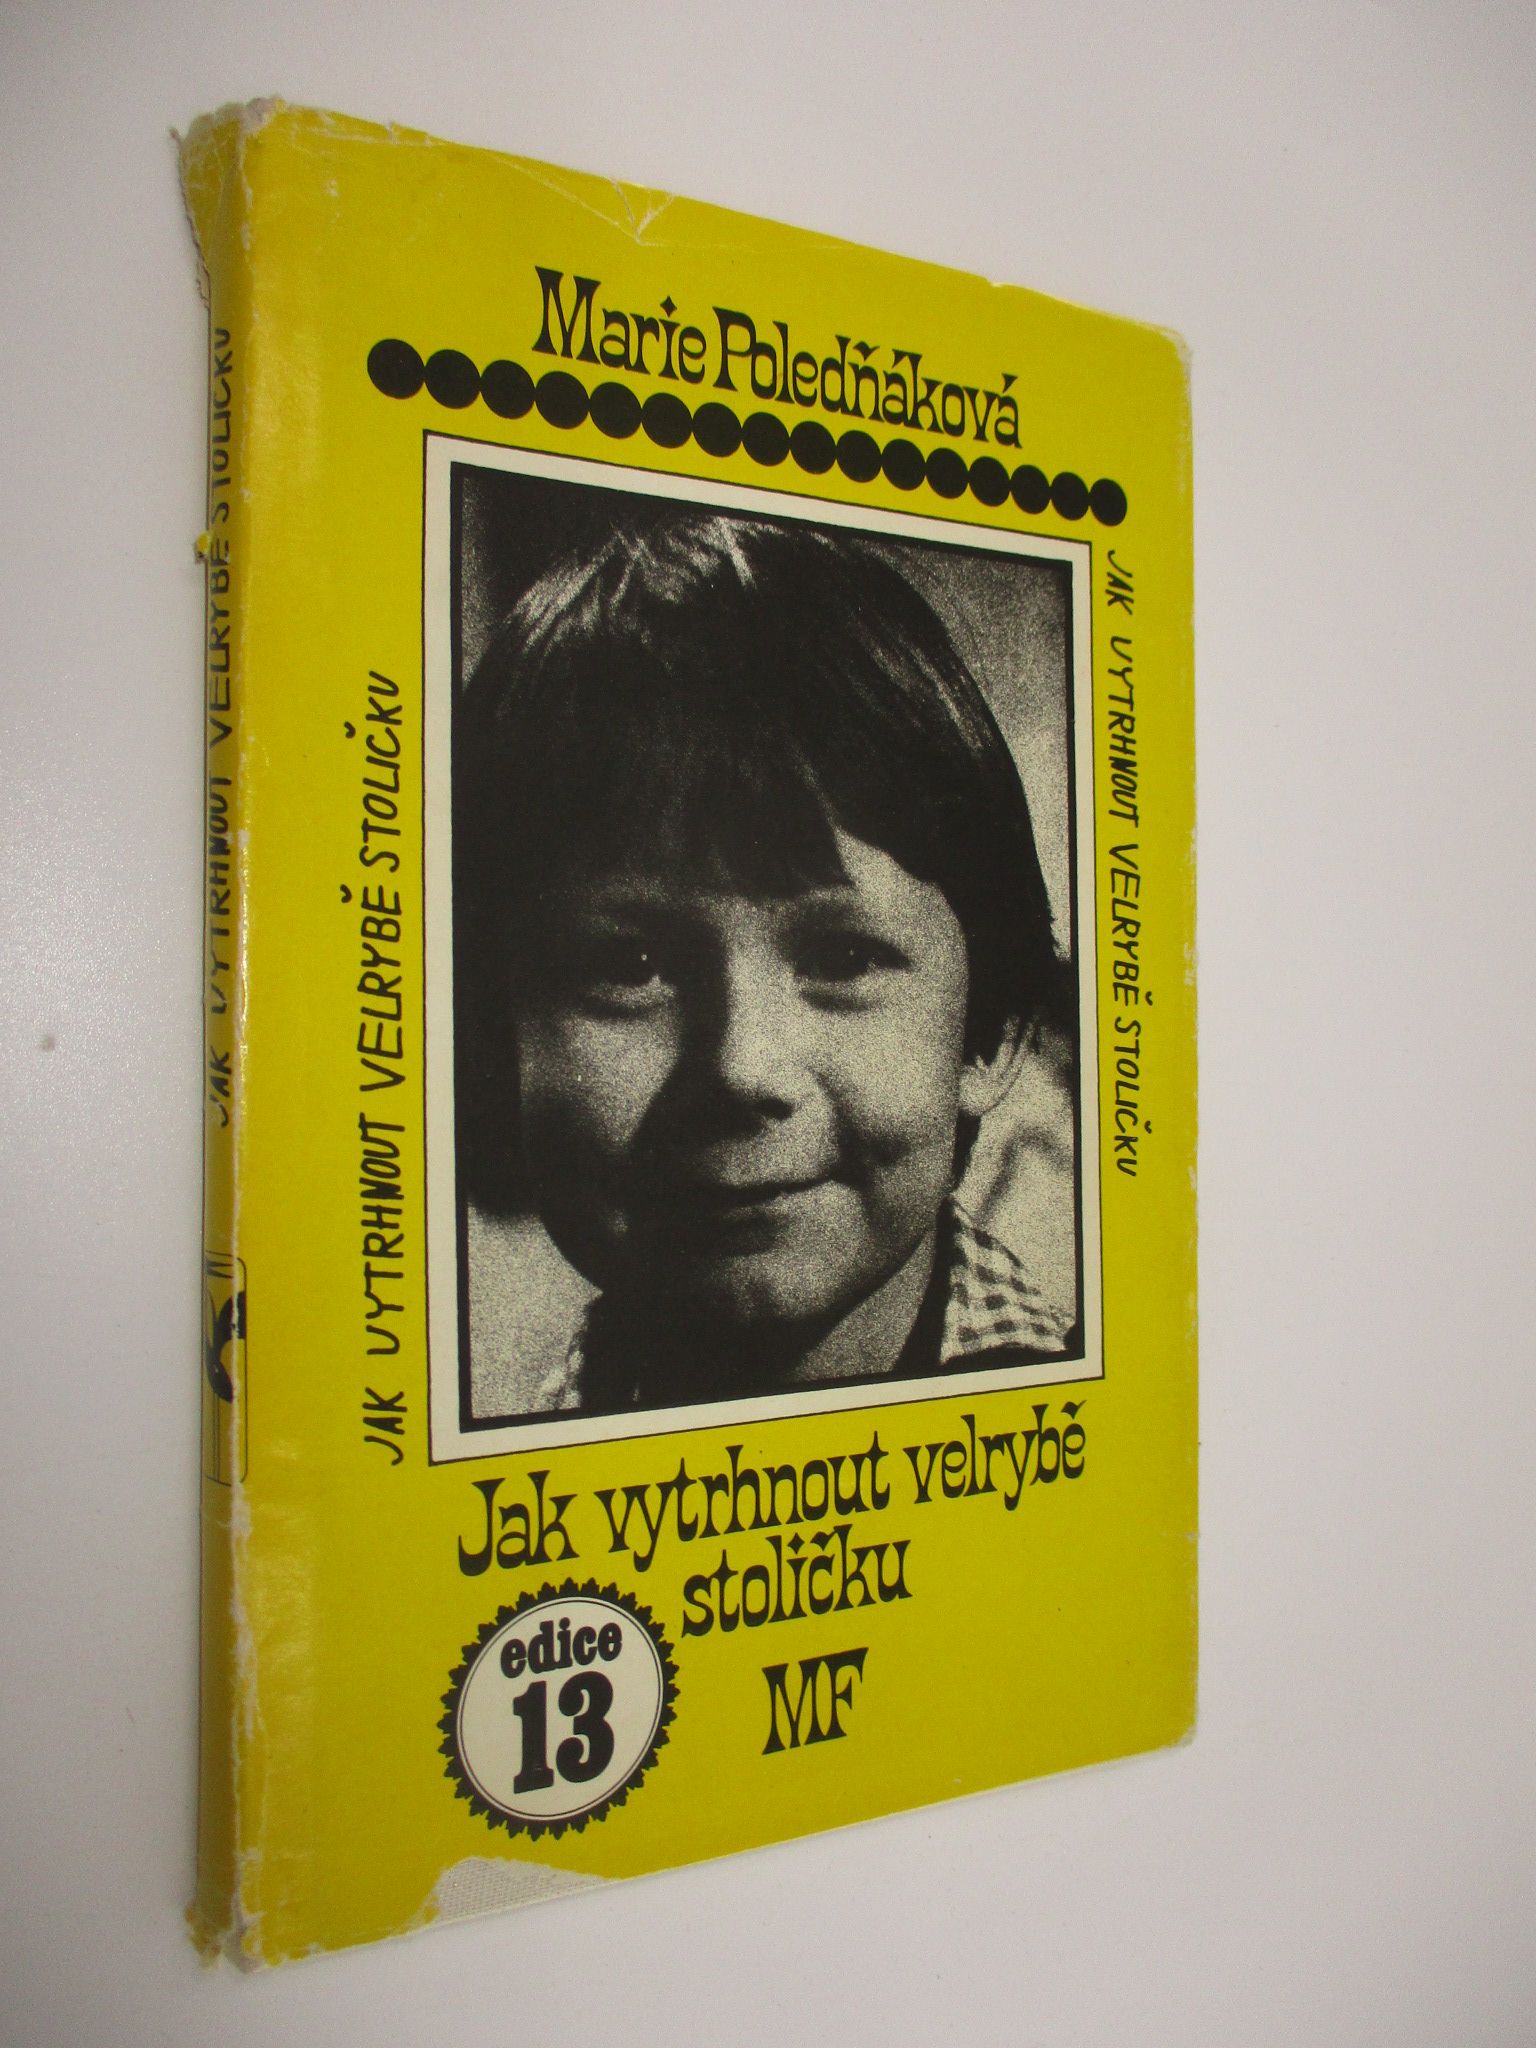 Marie Poledňáková
JAK VYTRHNOUT VELRYBĚ STOLIČKU
JAK VYTRHNOUT VELRYBĚ STOLIČKU
JAK VYTRHNOUT VELRYBĚ STOLIČKU
Jak vytrhnout velrybě
stoličku
edice
13
MF